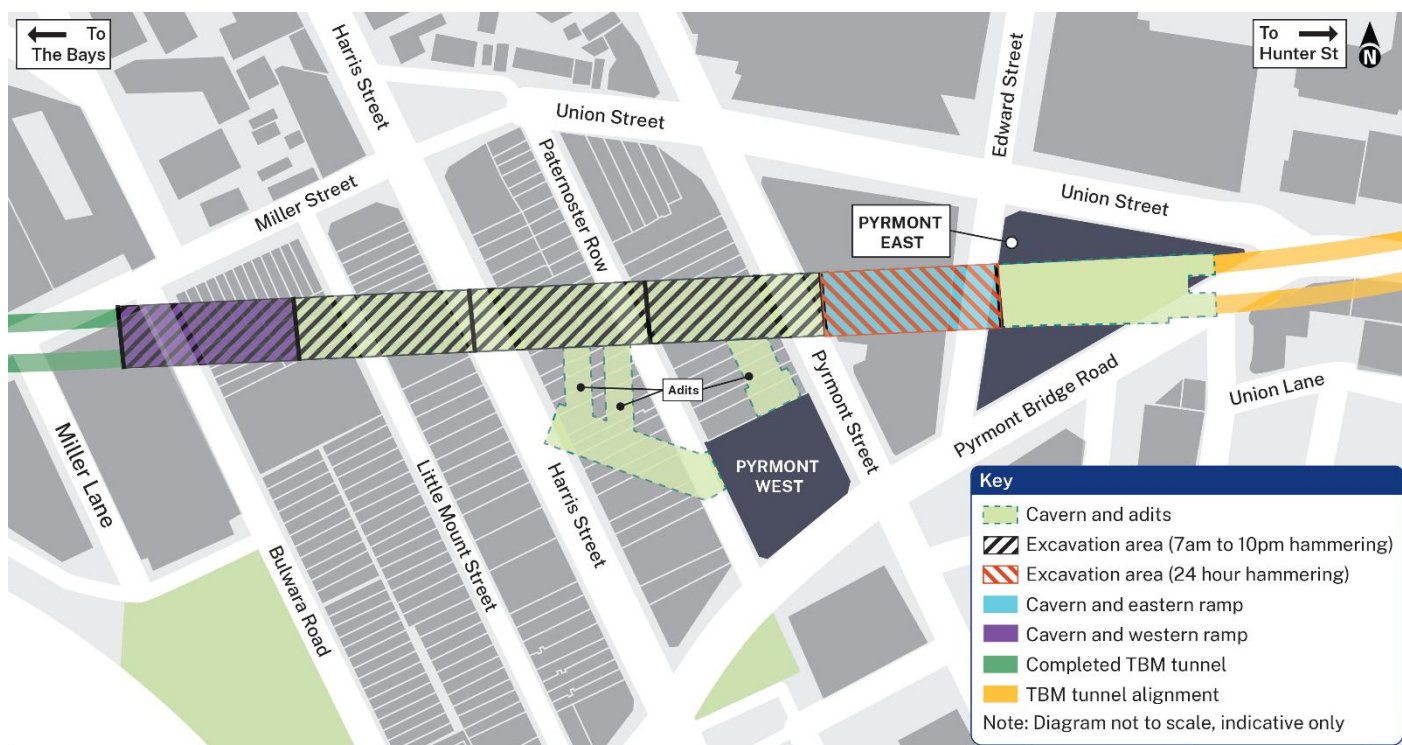 To
The Bays
To
Hunter St
N
Harris Street
Union Street
Edward Street
Paternoster Row
Miller Street
Union Street
PYRMONT
EAST
Adits
Pyrmont Street
Pyrmont Bridge Road
Union Lane
Miller Lane
Little Mount Street
Harris Street
PYRMONT
WEST
Bulwara Road
Key
Cavern and adits
Excavation area (7am to 10pm hammering)
Excavation area (24 hour hammering)
Cavern and eastern ramp
Cavern and western ramp
Completed TBM tunnel
TBM tunnel alignment
Note: Diagram not to scale, indicative only